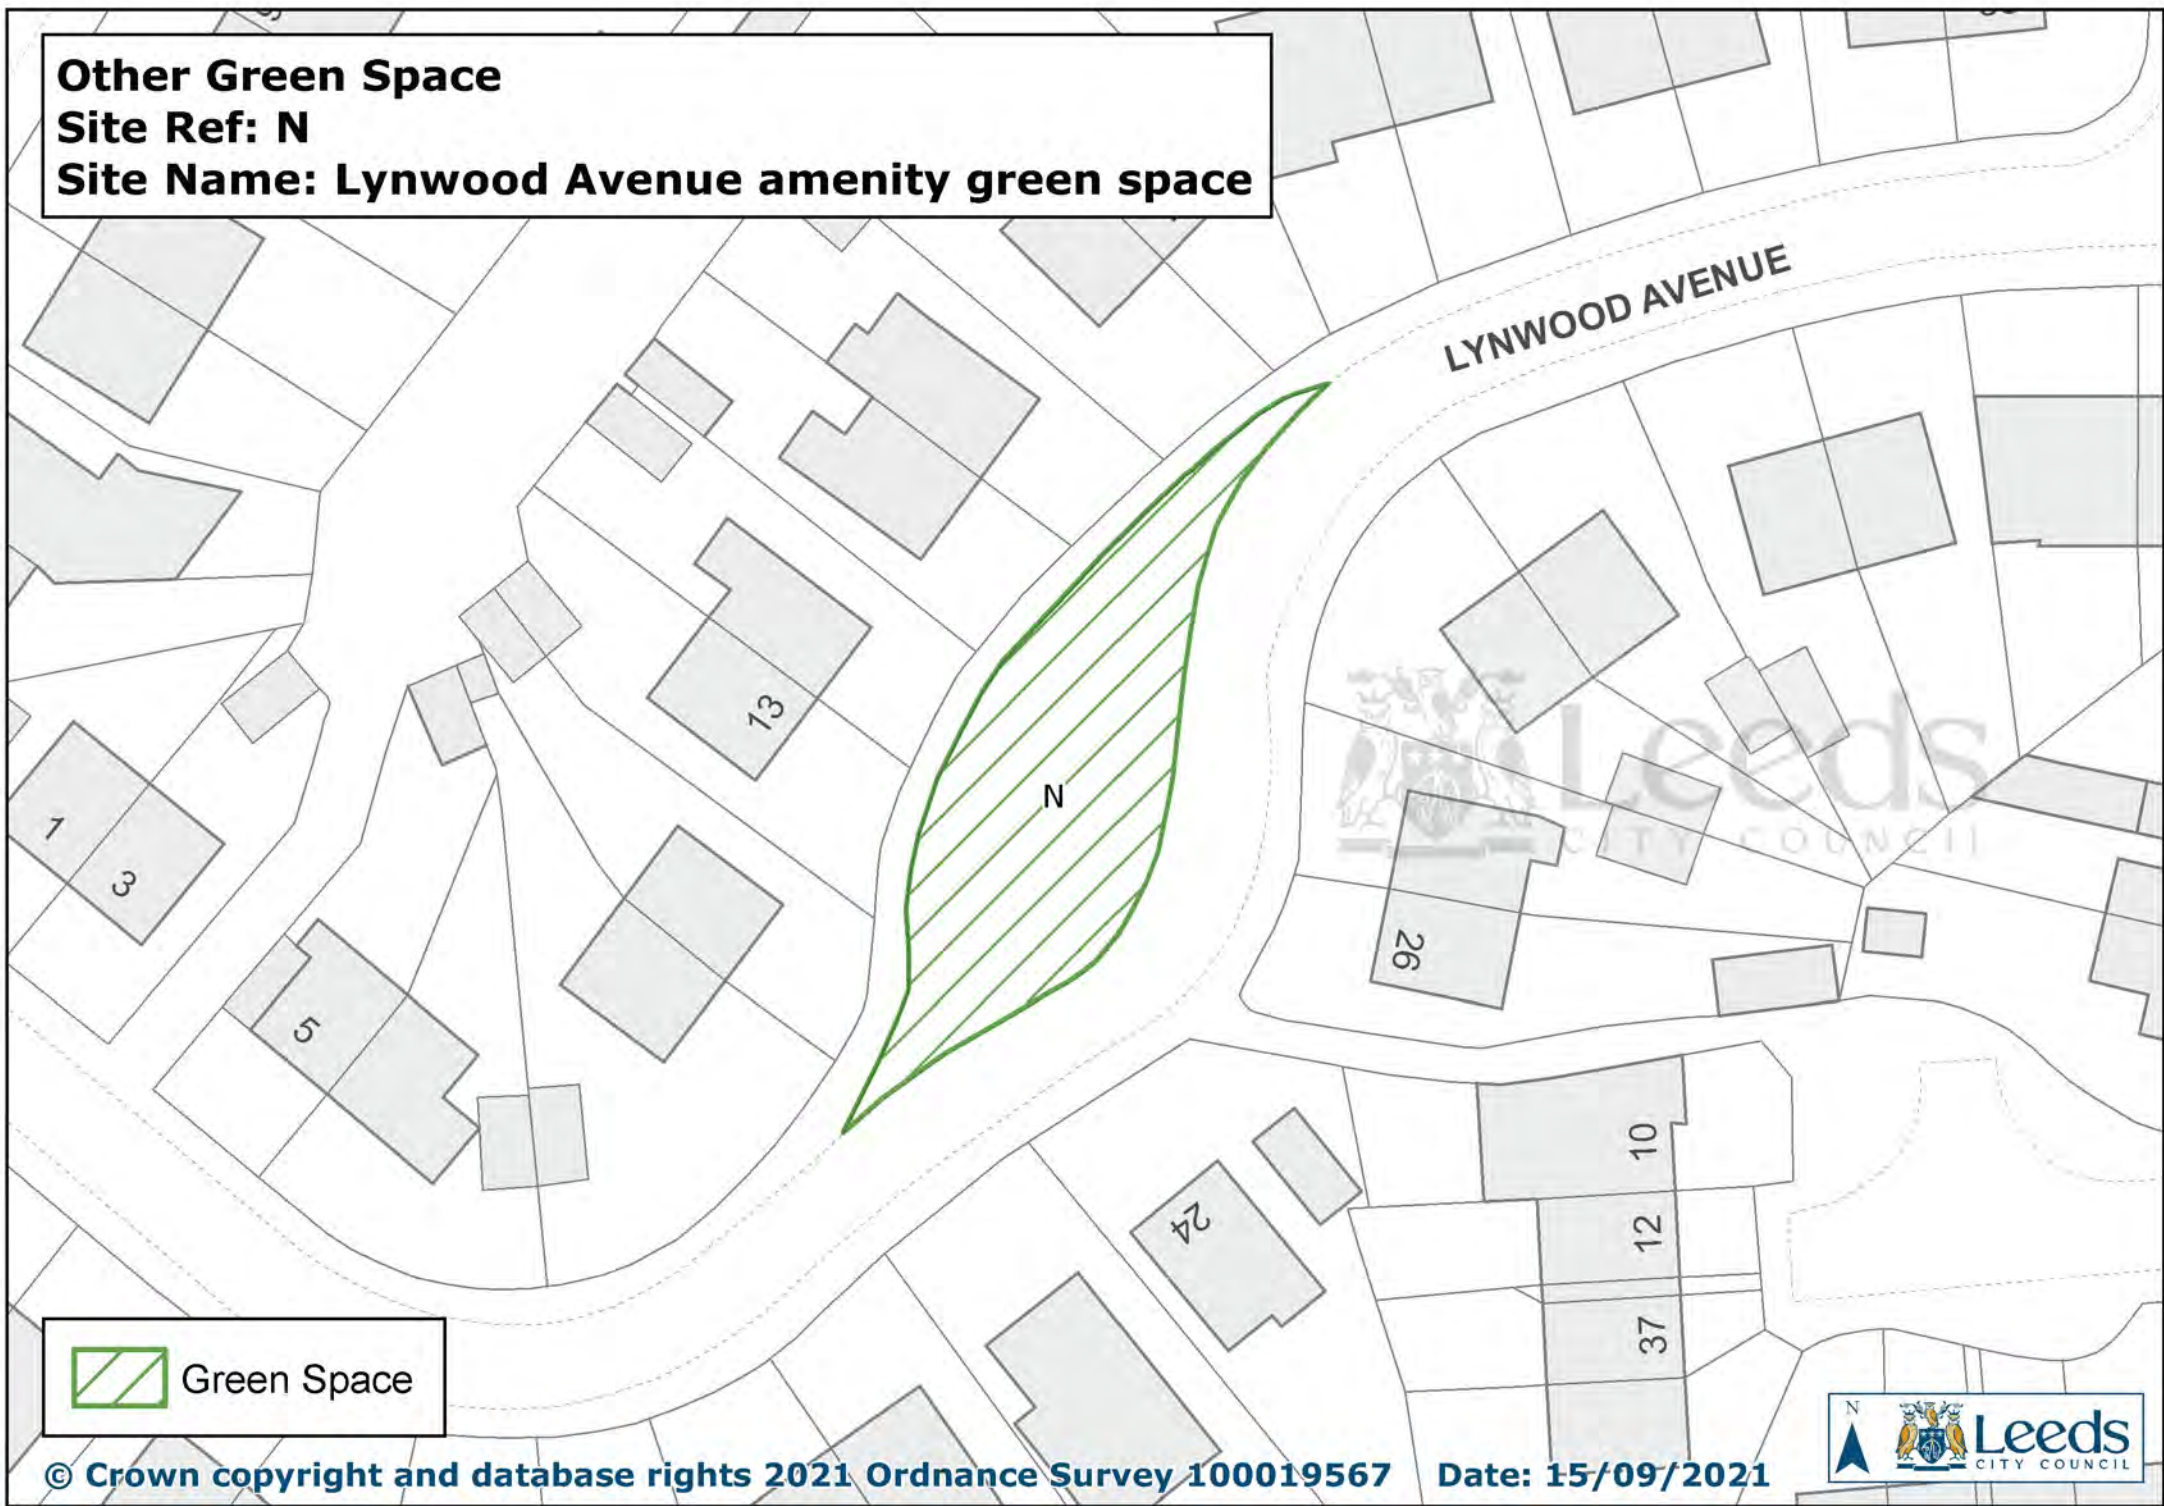 Other Green Space
Site Ref: N
Site Name: Lynwood Avenue amenity green space
LYNWOOD AVENUE
13
N
1
3
Leeds
CITY COUNCIL
26
5
10
24
12
37
Green Space
N
Leeds
CITY COUNCIL
© Crown copyright and database rights 2021 Ordnance Survey 100019567 Date: 15/09/2021